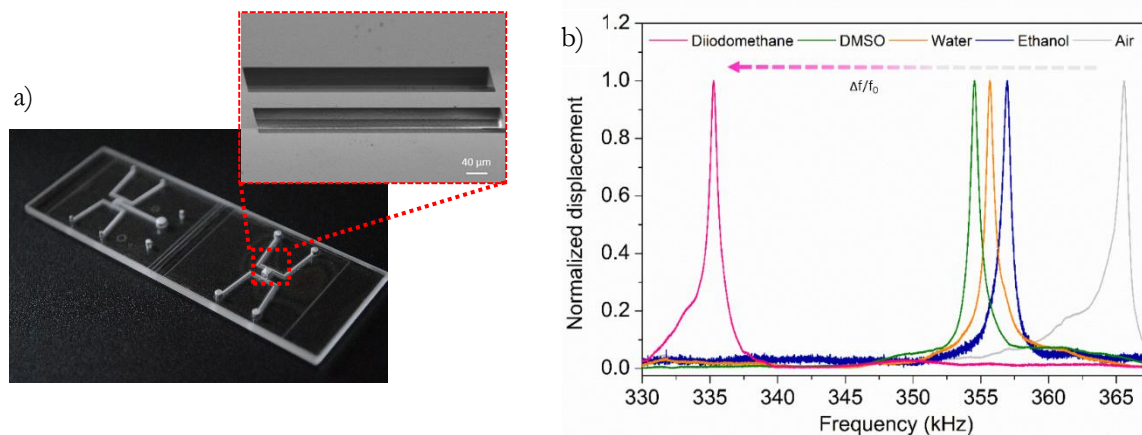 a)
40 µm
b)
Diiodomethane DMSO Water Ethanol Air
Δf/f₀
Normalized displacement
1.2
1.0
0.8
0.6
0.4
0.2
0.0
330 335 340 345 350 355 360 365
Frequency (kHz)